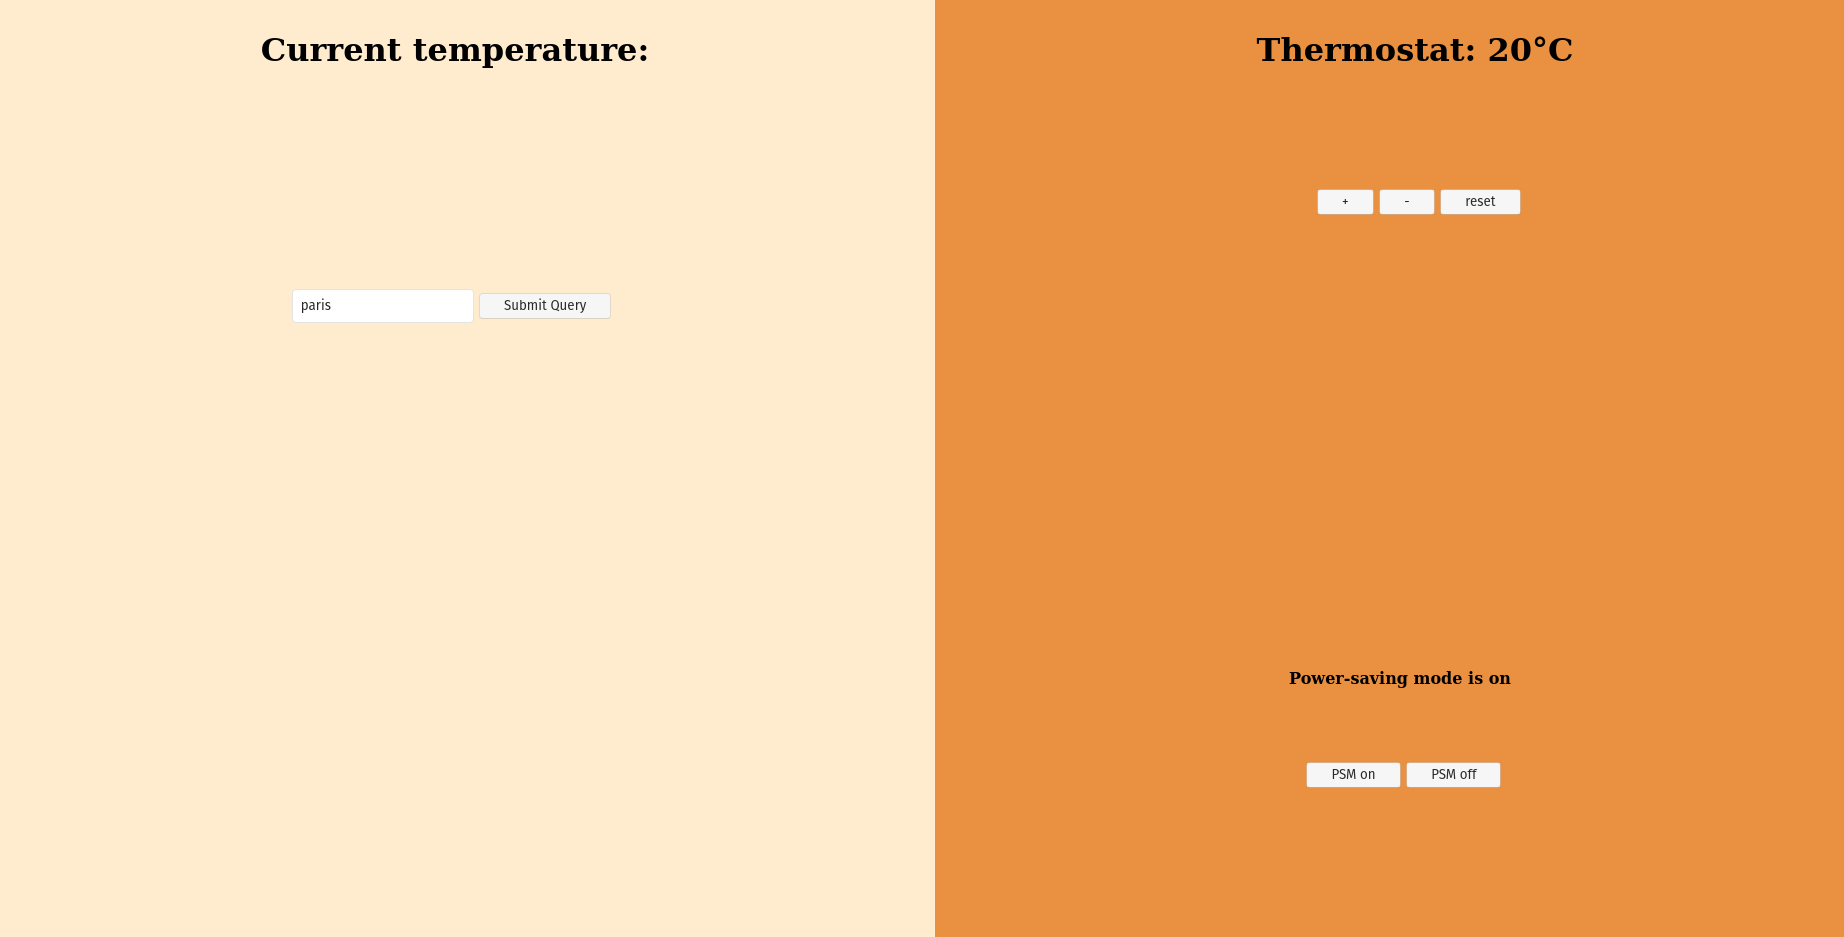 Current temperature:
paris
Submit Query
Thermostat: 20°C
+ - reset
Power-saving mode is on
PSM on PSM off